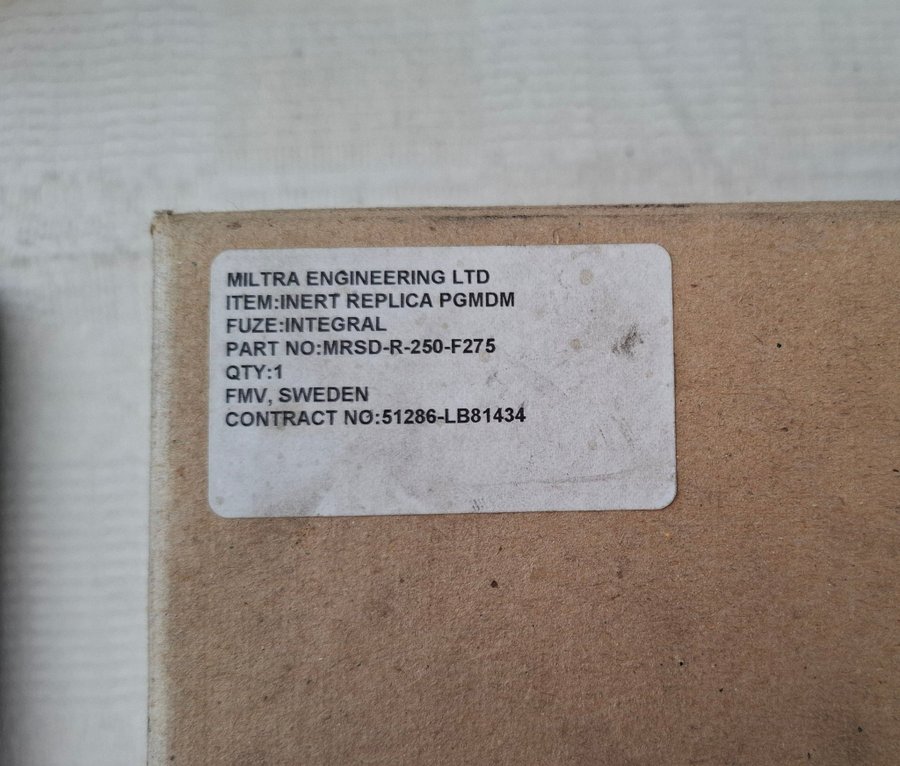 MILTRA ENGINEERING LTD
ITEM:INERT REPLICA PGMDM
FUZE:INTEGRAL
PART NO:MRSD-R-250-F275
QTY:1
FMV, SWEDEN
CONTRACT NO:51286-LB81434